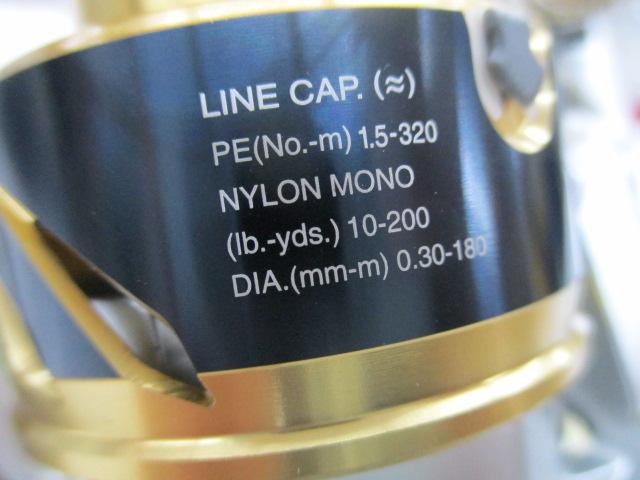 LINE CAP. (≈)
PE(No.-m) 1.5-320
NYLON MONO
(lb.-yds.) 10-200
DIA.(mm-m) 0.30-180